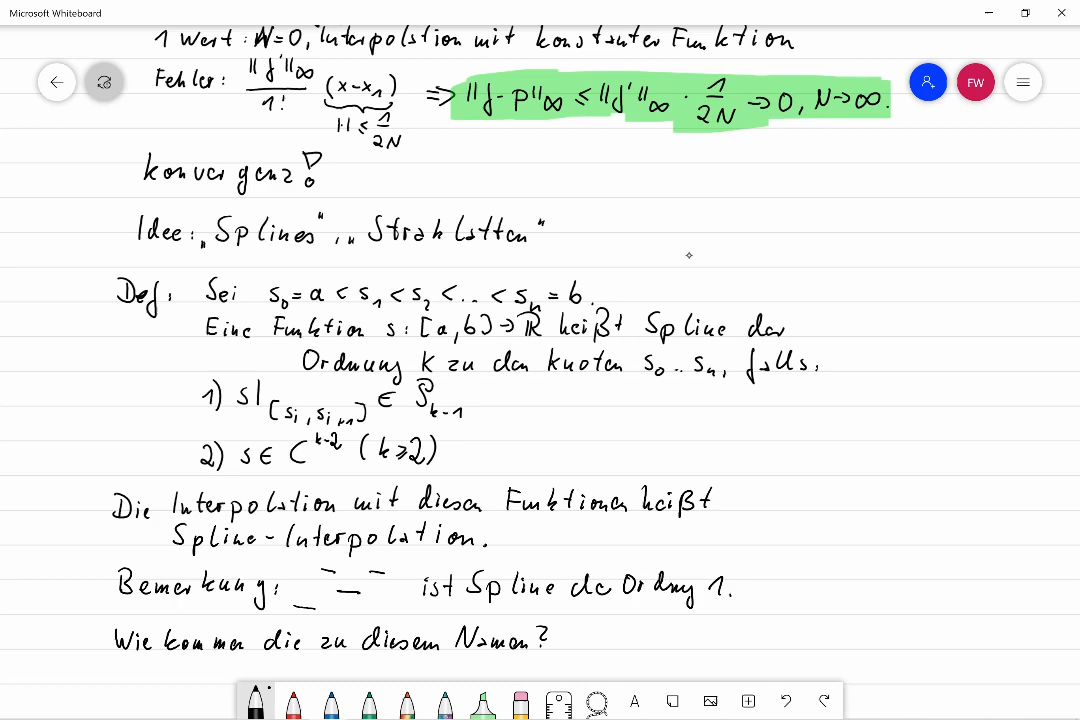 Microsoft Whiteboard
1 Wert: N=0, Interpolation mit konstanter Funktion
Fehler: ||f'||∞ / 1! (x-x₁) |·| ≤ 1/2N ⇒ ||f-p||∞ ≤ ||f'||∞ · 1/2N → 0, N→∞.
FW
Konvergenz!
Idee: „Splines", „Straklatten"
Def: Sei s₀=a < s₁ < s₂ < .. < sₙ = b.
Eine Funktion s: [a,b] → ℝ heißt Spline der
Ordnung k zu den Knoten s₀..sₙ, falls:
1) s|[sᵢ, sᵢ₊₁] ∈ Pₖ₋₁
2) s ∈ C^{k-2} (k≥2)
Die Interpolation mit diesen Funktionen heißt
Spline-Interpolation.
Bemerkung: ist Spline de Ordng 1.
Wie kommen die zu diesem Namen?
A